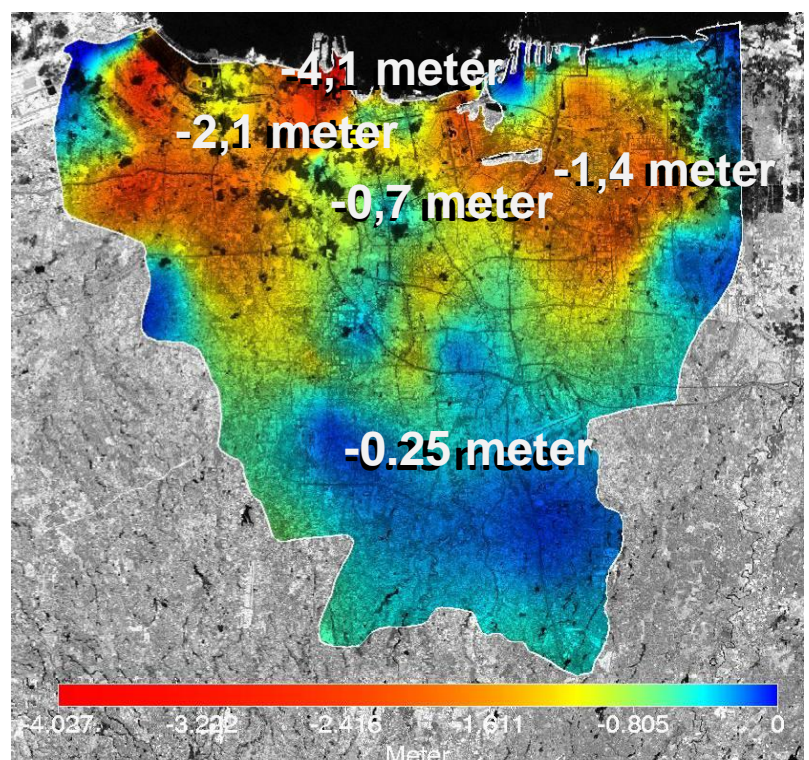 -4,1 meter
-2,1 meter
-1,4 meter
-0,7 meter
-0.25 meter
-4.027 -3.222 -2.416 -1.611 -0.805 0
Meter